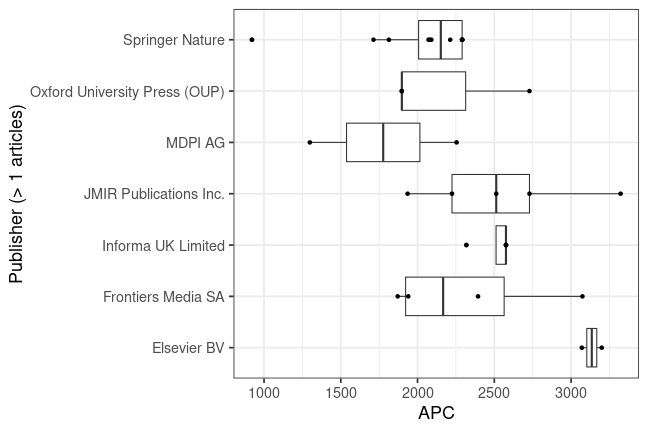 Publisher (> 1 articles)
Springer Nature
Oxford University Press (OUP)
MDPI AG
JMIR Publications Inc.
Informa UK Limited
Frontiers Media SA
Elsevier BV
1000 1500 2000 2500 3000
APC